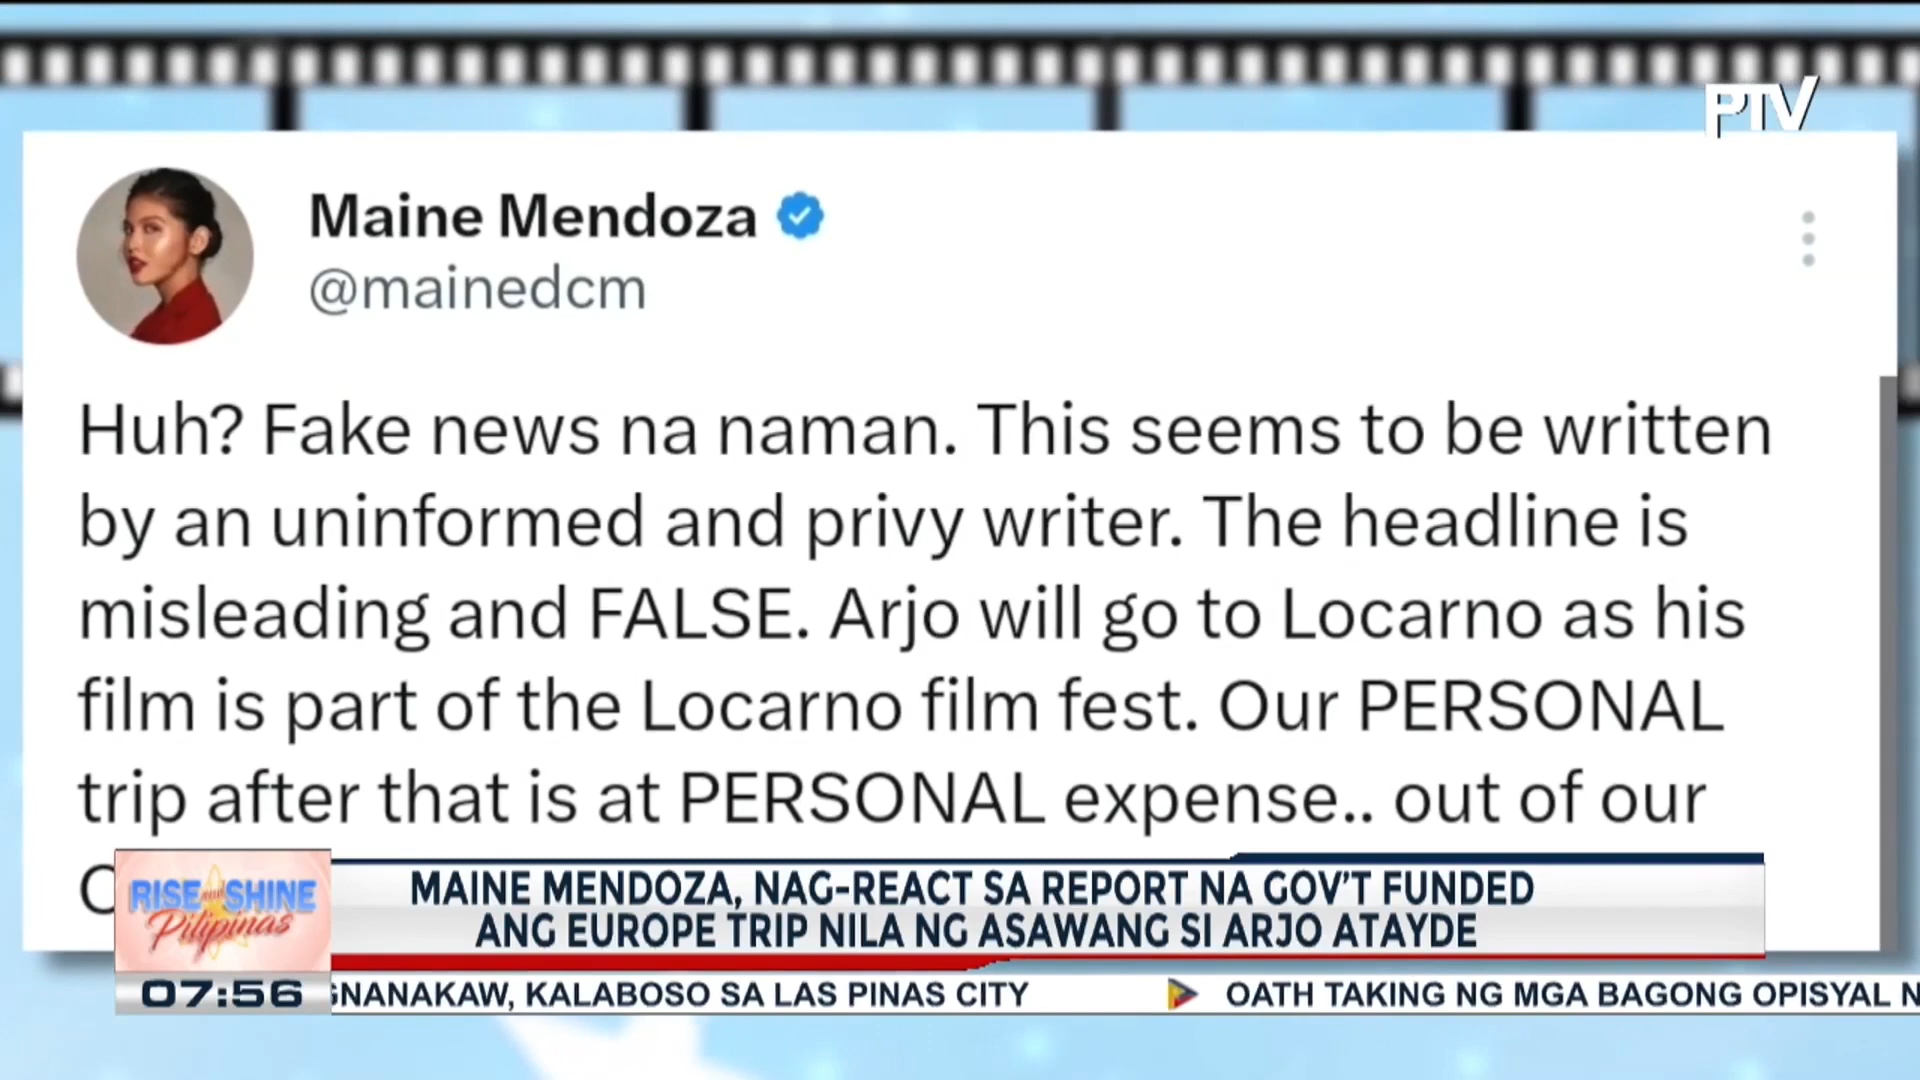 PTV
Maine Mendoza
@mainedcm
Huh? Fake news na naman. This seems to be written
by an uninformed and privy writer. The headline is
misleading and FALSE. Arjo will go to Locarno as his
film is part of the Locarno film fest. Our PERSONAL
trip after that is at PERSONAL expense.. out of our
RISE and SHINE
Pilipinas
MAINE MENDOZA, NAG-REACT SA REPORT NA GOV'T FUNDED
ANG EUROPE TRIP NILA NG ASAWANG SI ARJO ATAYDE
07:56
GNANAKAW, KALABOSO SA LAS PINAS CITY
OATH TAKING NG MGA BAGONG OPISYAL N